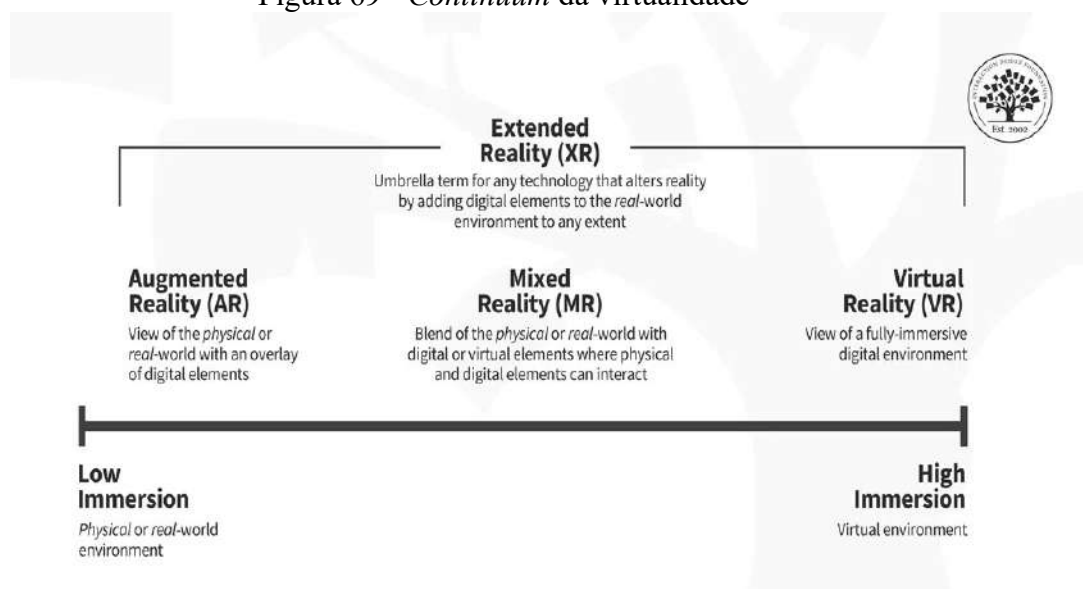 Figura 69 - Continuum da virtualidade
INTERACTION DESIGN FOUNDATION
Est. 2002
Extended
Reality (XR)
Umbrella term for any technology that alters reality
by adding digital elements to the real-world
environment to any extent
Augmented
Reality (AR)
View of the physical or
real-world with an overlay
of digital elements
Mixed
Reality (MR)
Blend of the physical or real-world with
digital or virtual elements where physical
and digital elements can interact
Virtual
Reality (VR)
View of a fully-immersive
digital environment
Low
Immersion
Physical or real-world
environment
High
Immersion
Virtual environment